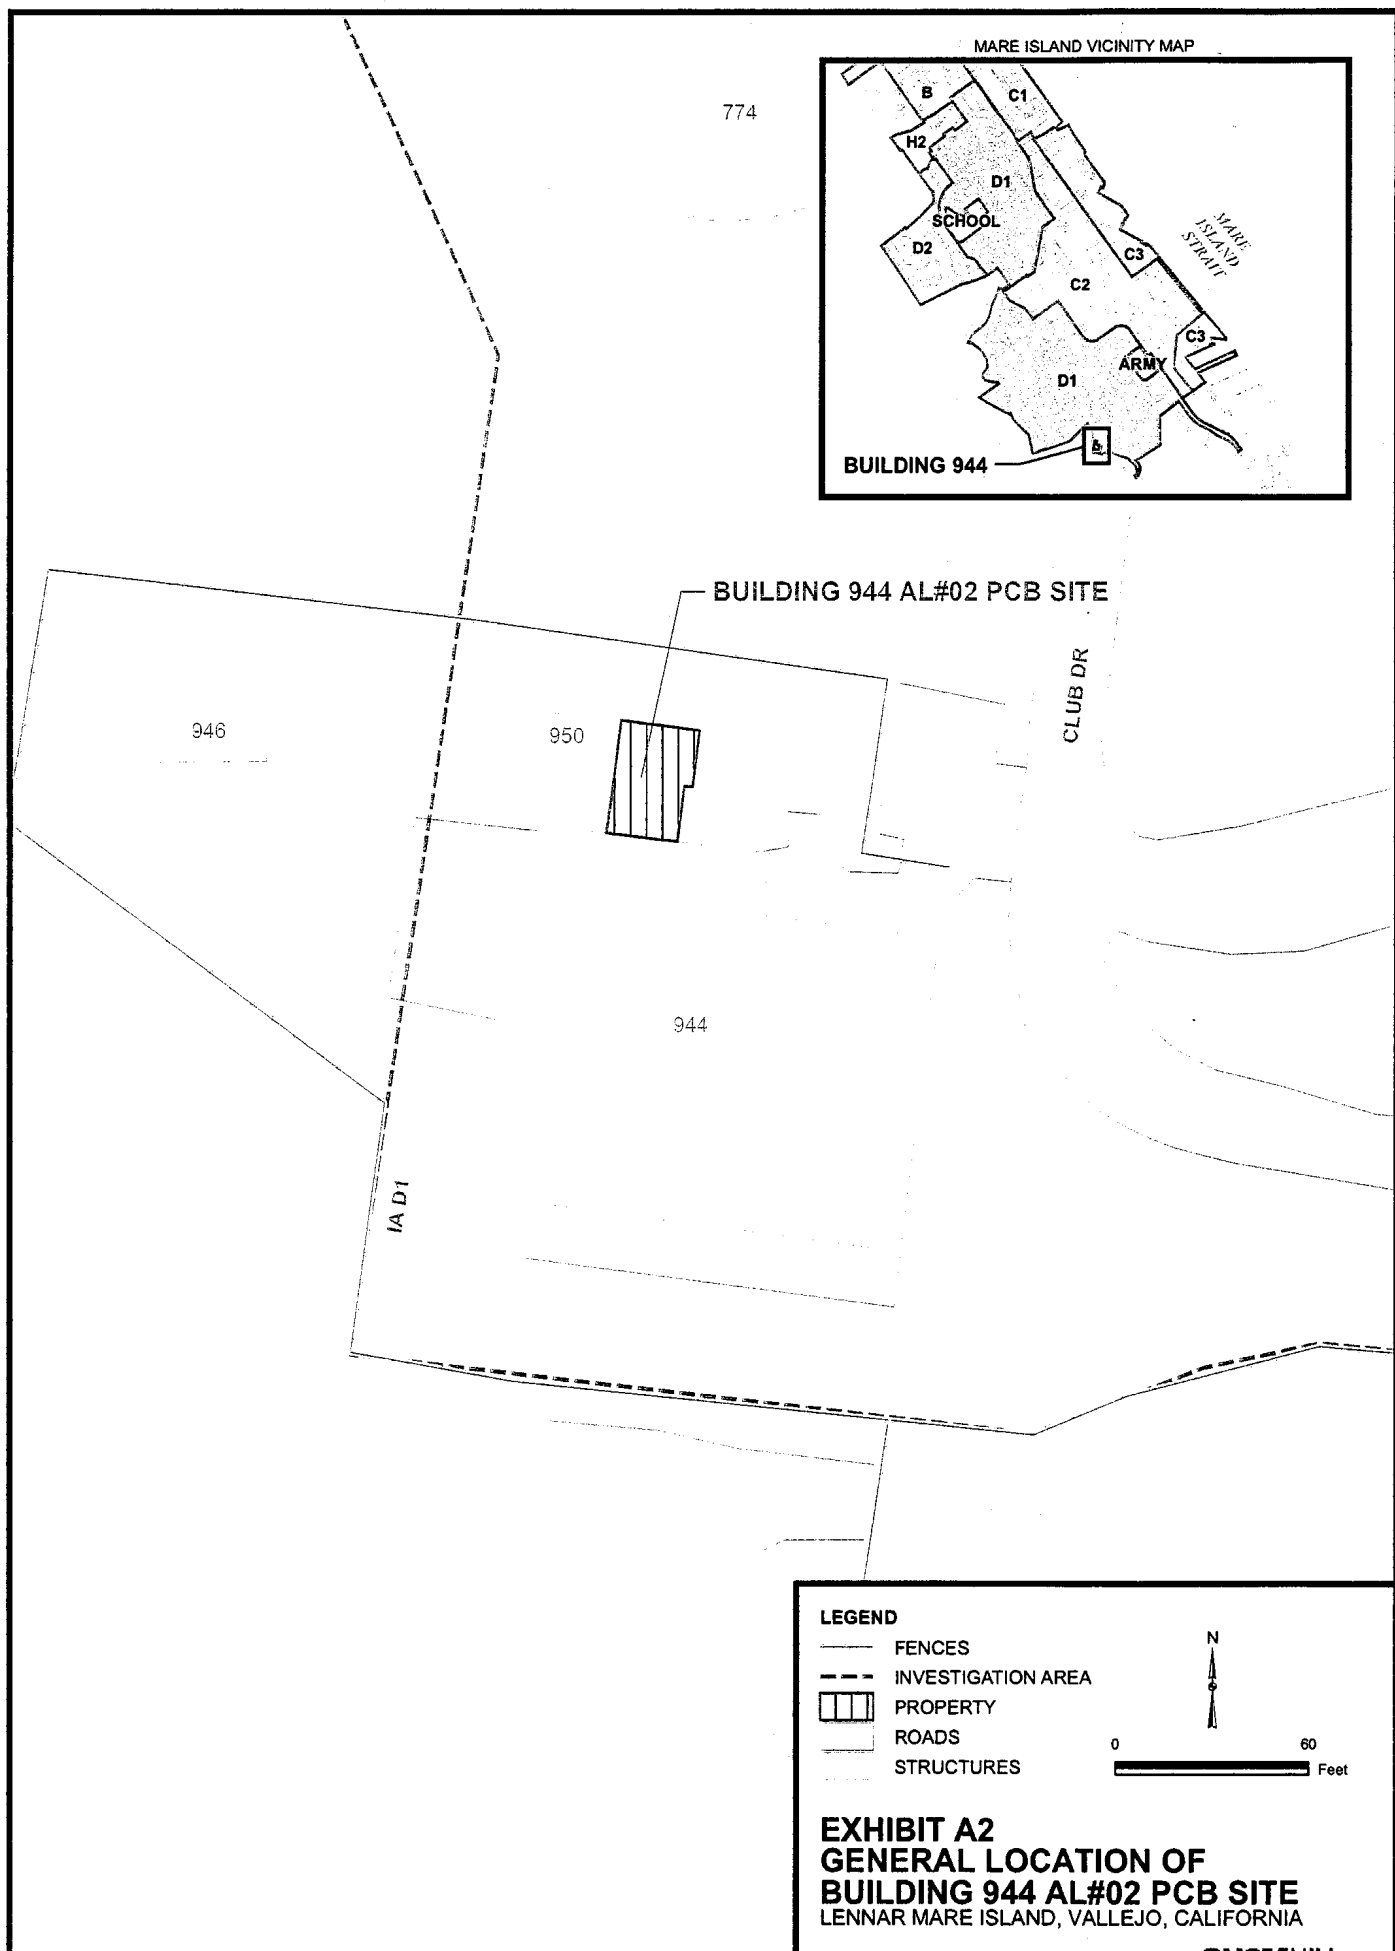 MARE ISLAND VICINITY MAP
B
C1
H2
D1
SCHOOL
D2
MARE
ISLAND
STRAIT
C3
C2
C3
ARMY
D1
BUILDING 944
774
BUILDING 944 AL#02 PCB SITE
CLUB DR
946
950
944
IA D1
LEGEND
FENCES
INVESTIGATION AREA
PROPERTY
ROADS
STRUCTURES
N
0 60
Feet
EXHIBIT A2
GENERAL LOCATION OF
BUILDING 944 AL#02 PCB SITE
LENNAR MARE ISLAND, VALLEJO, CALIFORNIA